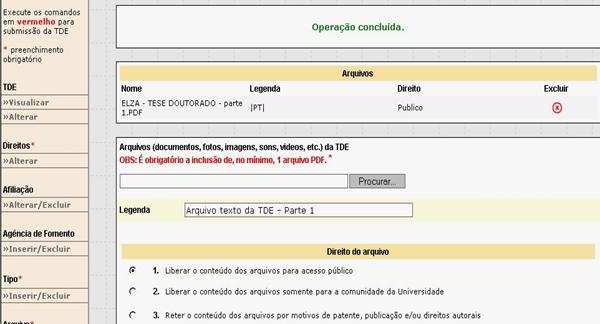 Execute os comandos
em vermelho para
submissão da TDE
* preenchimento
obrigatório
TDE
»Visualizar
»Alterar
Direitos*
»Alterar
Afiliação
»Alterar/Excluir
Agência de Fomento
»Inserir/Excluir
Tipo*
»Inserir/Excluir
Arquivo*
Operação concluída.
Arquivos
Nome Legenda Direito Excluir
ELZA - TESE DOUTORADO - parte
1.PDF |PT| Publico
Arquivos (documentos, fotos, imagens, sons, videos, etc.) da TDE
OBS: É obrigatório a inclusão de, no mínimo, 1 arquivo PDF. *
Procurar...
Legenda Arquivo texto da TDE - Parte 1
Direito do arquivo
1. Liberar o conteúdo dos arquivos para acesso público
2. Liberar o conteúdo dos arquivos somente para a comunidade da Universidade
3. Reter o conteúdo dos arquivos por motivos de patente, publicação e/ou direitos autorais